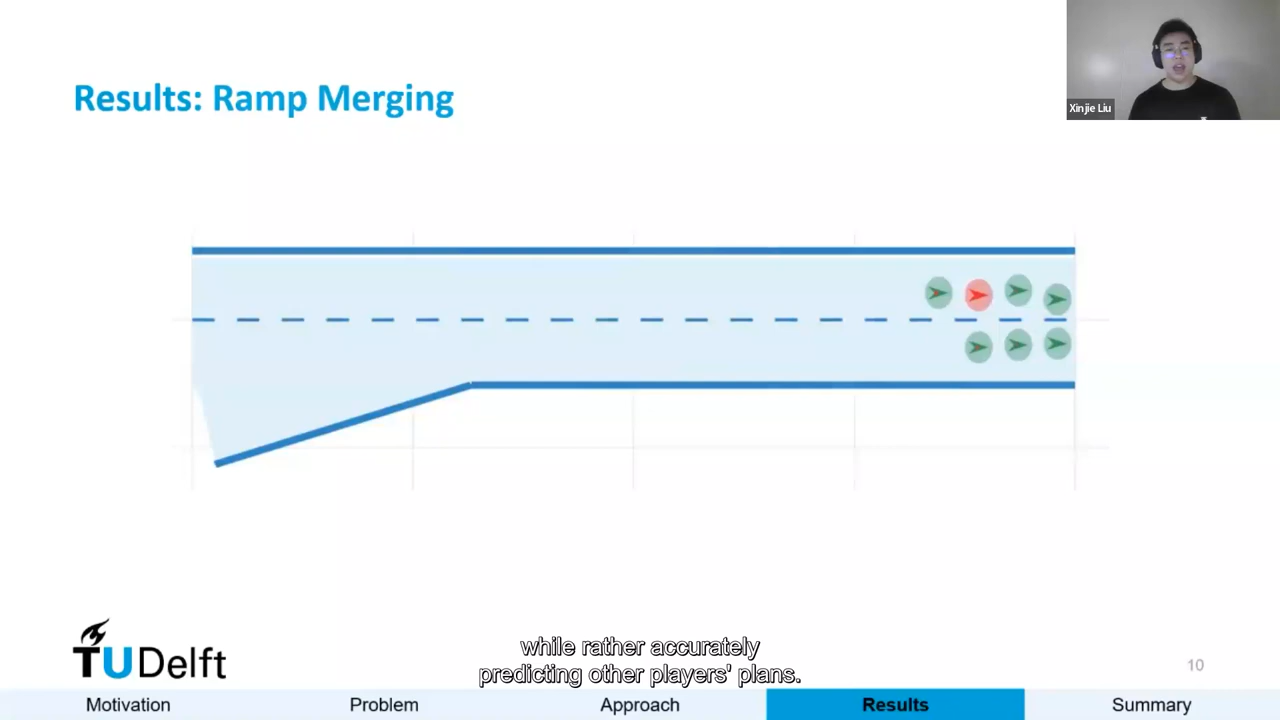 Results: Ramp Merging
Xinjie Liu
TUDelft
while rather accurately
predicting other players' plans.
10
Motivation
Problem
Approach
Results
Summary